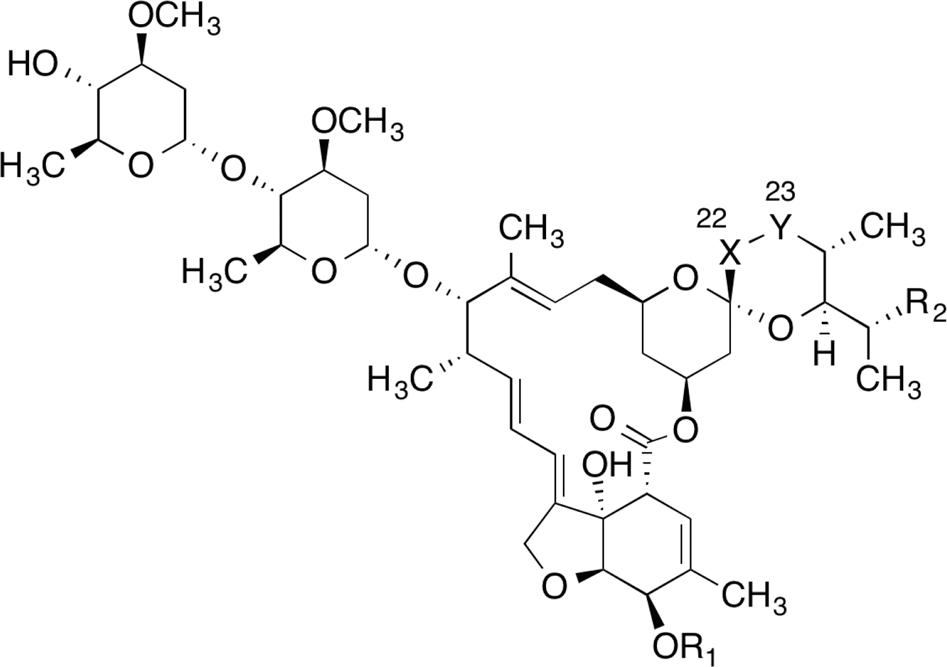 OCH₃
HO
H₃C
O
O
OCH₃
H₃C
O
O
CH₃
H₃C
O
22
23
X
Y
CH₃
O
H
R₂
CH₃
O
O
OH
O
CH₃
OR₁